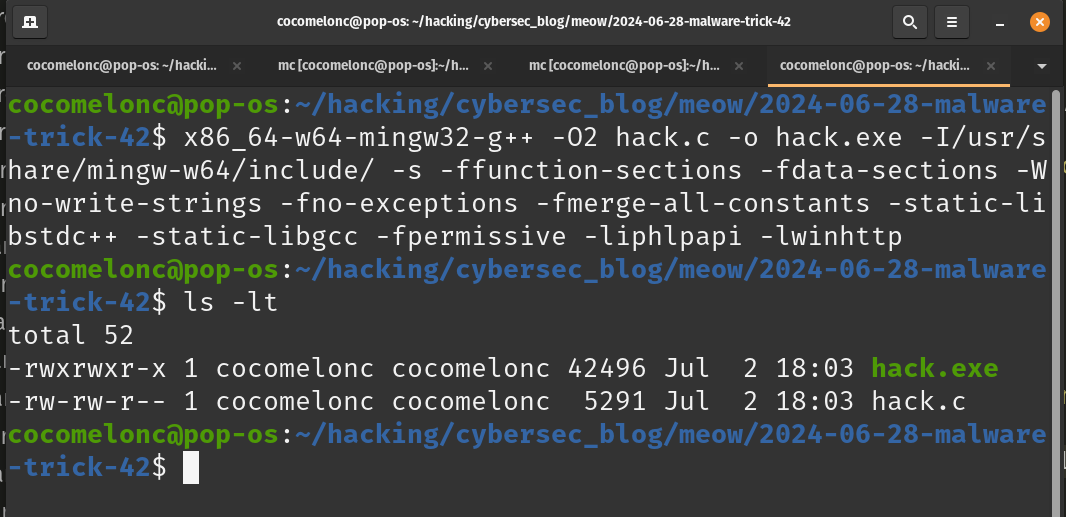 cocomelonc@pop-os: ~/hacking/cybersec_blog/meow/2024-06-28-malware-trick-42
cocomelonc@pop-os: ~/hacki... × mc [cocomelonc@pop-os]:~/h... × mc [cocomelonc@pop-os]:~/h... × cocomelonc@pop-os: ~/hacki... ×
cocomelonc@pop-os:~/hacking/cybersec_blog/meow/2024-06-28-malware
-trick-42$ x86_64-w64-mingw32-g++ -O2 hack.c -o hack.exe -I/usr/s
hare/mingw-w64/include/ -s -ffunction-sections -fdata-sections -W
no-write-strings -fno-exceptions -fmerge-all-constants -static-li
bstdc++ -static-libgcc -fpermissive -liphlpapi -lwinhttp
cocomelonc@pop-os:~/hacking/cybersec_blog/meow/2024-06-28-malware
-trick-42$ ls -lt
total 52
-rwxrwxr-x 1 cocomelonc cocomelonc 42496 Jul  2 18:03 hack.exe
-rw-rw-r-- 1 cocomelonc cocomelonc  5291 Jul  2 18:03 hack.c
cocomelonc@pop-os:~/hacking/cybersec_blog/meow/2024-06-28-malware
-trick-42$